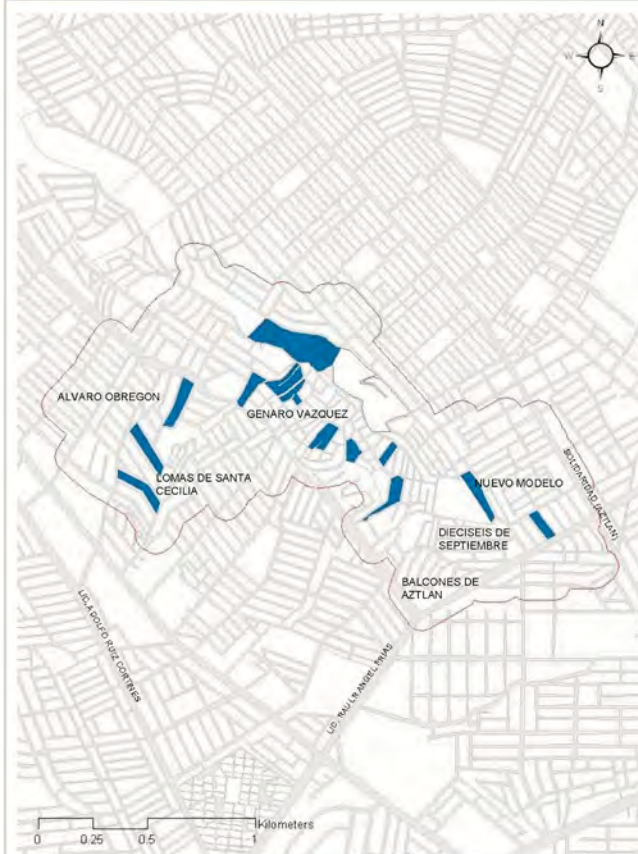 N
W E
S
ALVARO OBREGON
GENARO VAZQUEZ
LOMAS DE SANTA
CECILIA
NUEVO MODELO
SOLIDARIDAD (AZTLAN)
DIECISEIS DE
SEPTIEMBRE
BALCONES DE
AZTLAN
LIC. ADOLFO RUIZ CORTINES
LIC. RAUL RANGEL FRIAS
Kilometers
0 0.25 0.5 1